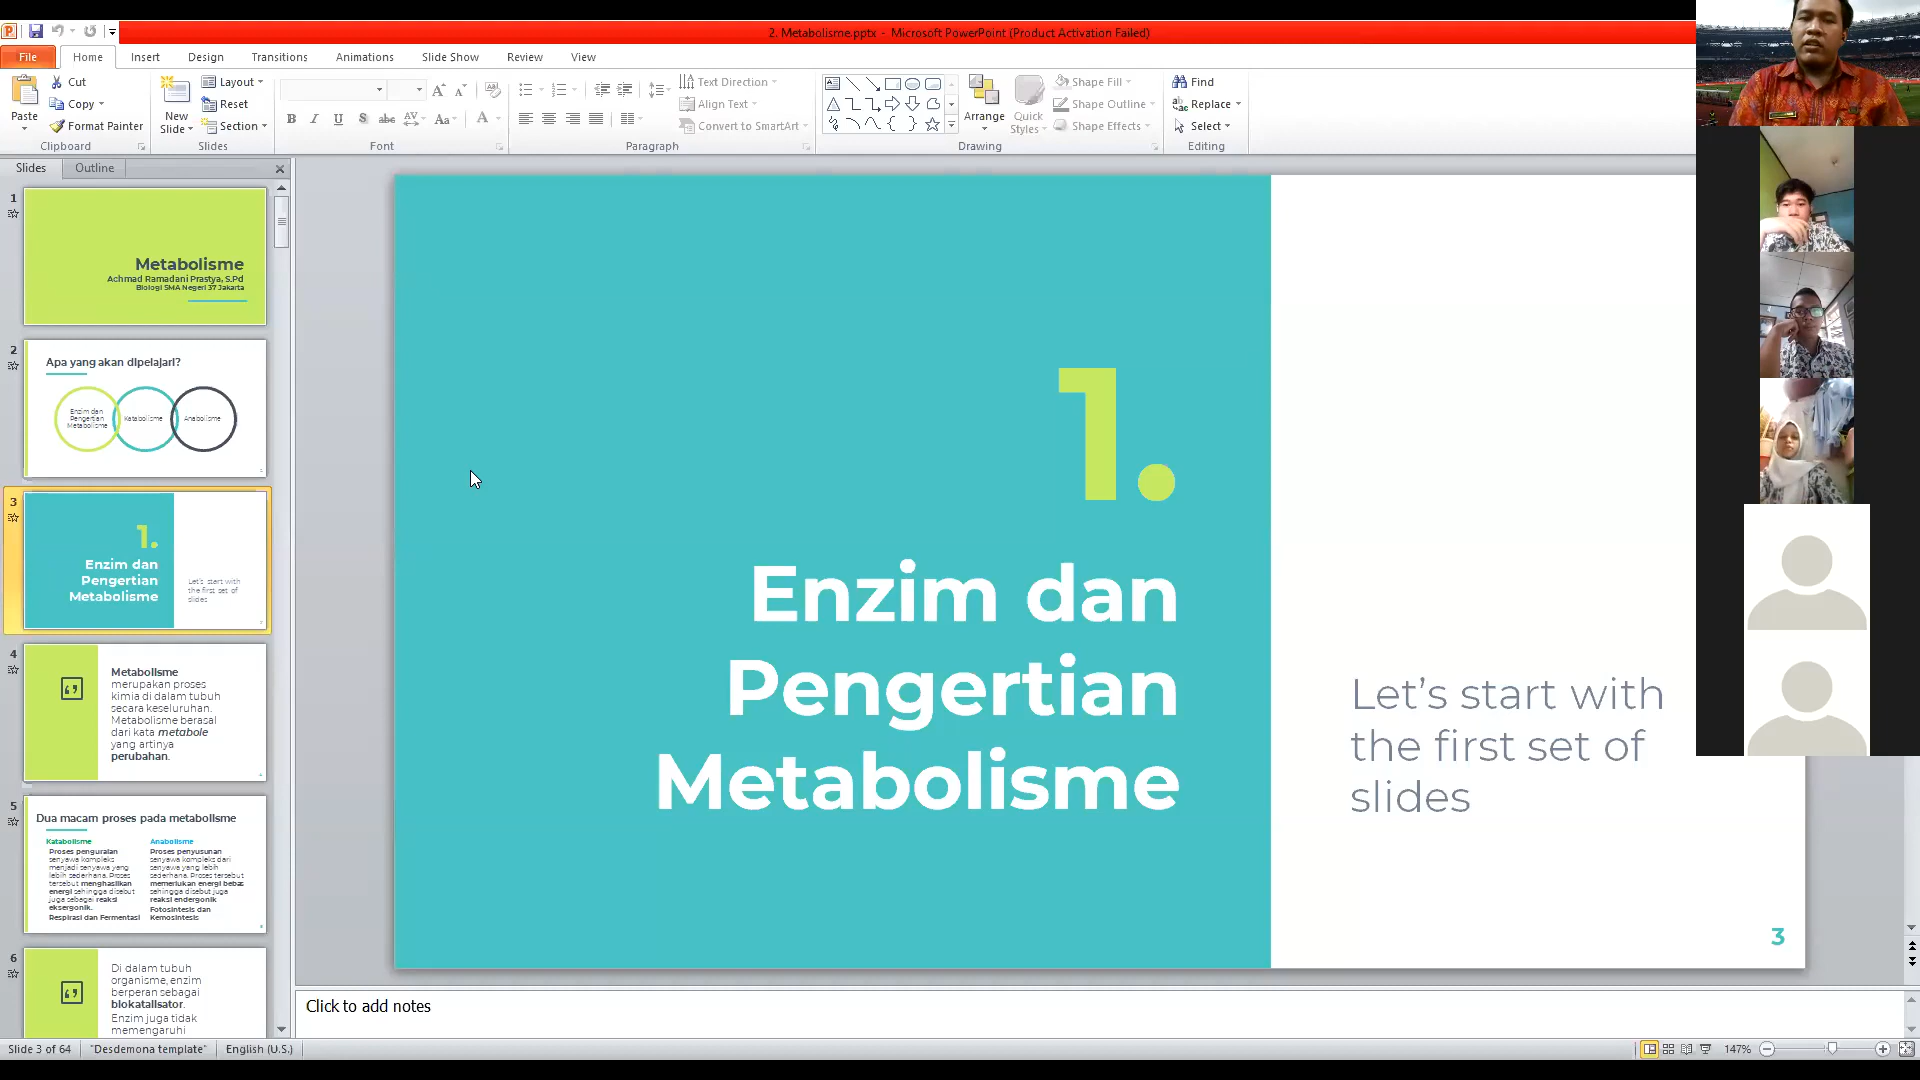 2. Metabolisme.pptx - Microsoft PowerPoint (Product Activation Failed)
File Home Insert Design Transitions Animations Slide Show Review View
Paste
Cut
Copy
Format Painter
Clipboard
New
Slide
Layout
Reset
Section
Slides
B I U S abc AV Aa A
Font
Text Direction
Align Text
Convert to SmartArt
Paragraph
Arrange
Quick
Styles
Shape Fill
Shape Outline
Shape Effects
Drawing
Find
Replace
Select
Editing
Slides Outline
1
Metabolisme
Achmad Ramadani Prastya, S.Pd
Biologi SMA Negeri 37 Jakarta
2
Apa yang akan dipelajari?
Enzim dan
Pengertian
Metabolisme
Katabolisme
Anabolisme
3
1.
Enzim dan
Pengertian
Metabolisme
Let's start with
the first set of
slides
4
Metabolisme
merupakan proses
kimia di dalam tubuh
secara keseluruhan.
Metabolisme berasal
dari kata metabole
yang artinya
perubahan.
5
Dua macam proses pada metabolisme
Katabolisme
Proses penguraian
senyawa kompleks
menjadi senyawa yang
lebih sederhana. Proses
tersebut menghasilkan
energi sehingga disebut
juga sebagai reaksi
eksergonik.
Respirasi dan Fermentasi
Anabolisme
Proses penyusunan
senyawa kompleks dari
senyawa yang lebih
sederhana. Proses tersebut
memerlukan energi bebas
sehingga disebut juga
reaksi endergonik
Fotosintesis dan
Kemosintesis
6
Di dalam tubuh
organisme, enzim
berperan sebagai
biokatalisator.
Enzim juga tidak
memengaruhi
1.
Enzim dan
Pengertian
Metabolisme
Let's start with
the first set of
slides
3
Click to add notes
Slide 3 of 64 "Desdemona template" English (U.S.) 147%